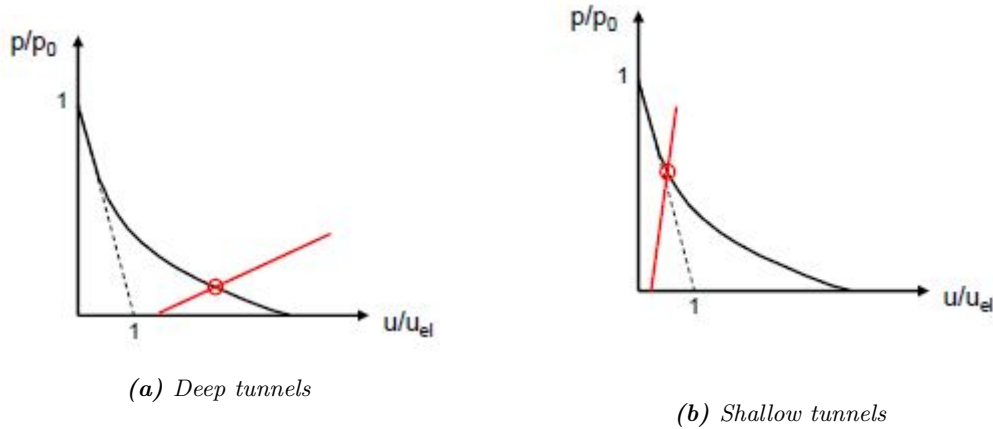 p/p0
1
1
u/uel
(a) Deep tunnels
p/p0
1
1
u/uel
(b) Shallow tunnels